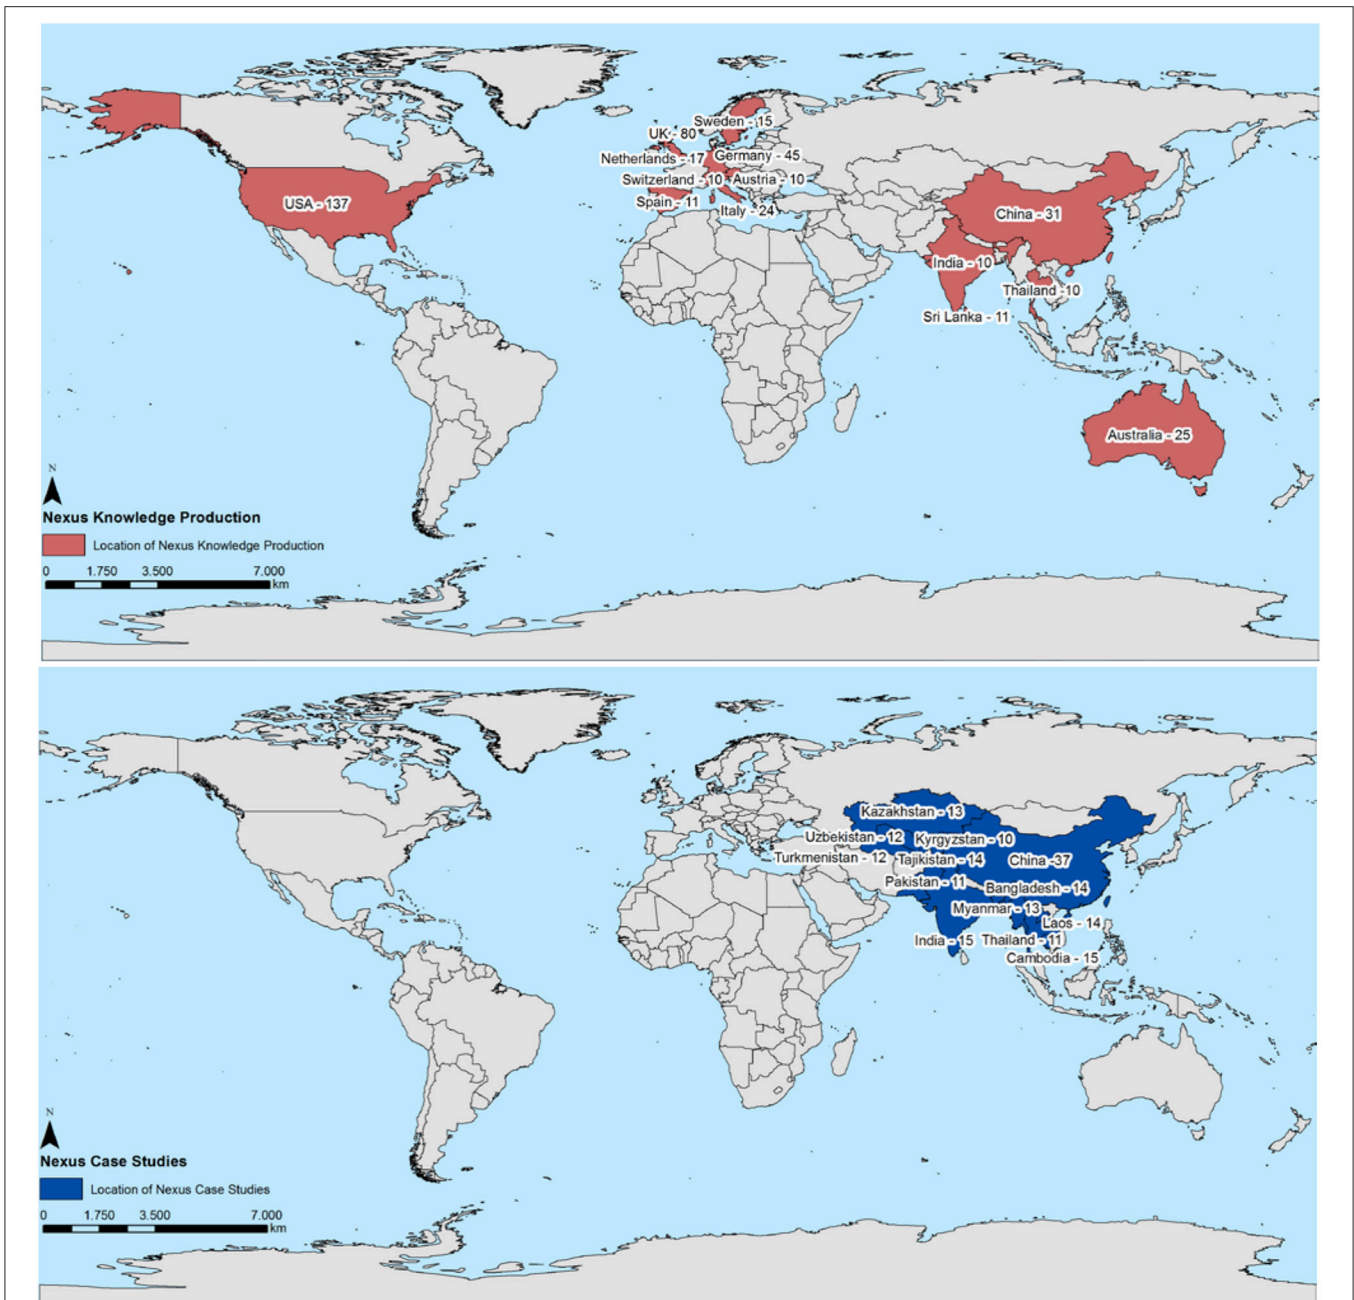 Sweden - 15
UK - 80
Netherlands - 17
Germany - 45
Switzerland - 10
Austria - 10
Spain - 11
Italy - 24
USA - 137
China - 31
India - 10
Thailand -10
Sri Lanka - 11
Australia - 25
N
Nexus Knowledge Production
Location of Nexus Knowledge Production
0 1.750 3.500 7.000
km
Kazakhstan - 13
Uzbekistan - 12
Kyrgyzstan - 10
Turkmenistan - 12
Tajikistan - 14
China -37
Pakistan - 11
Bangladesh - 14
Myanmar - 13
Laos - 14
India - 15
Thailand - 11
Cambodia - 15
N
Nexus Case Studies
Location of Nexus Case Studies
0 1.750 3.500 7.000
km